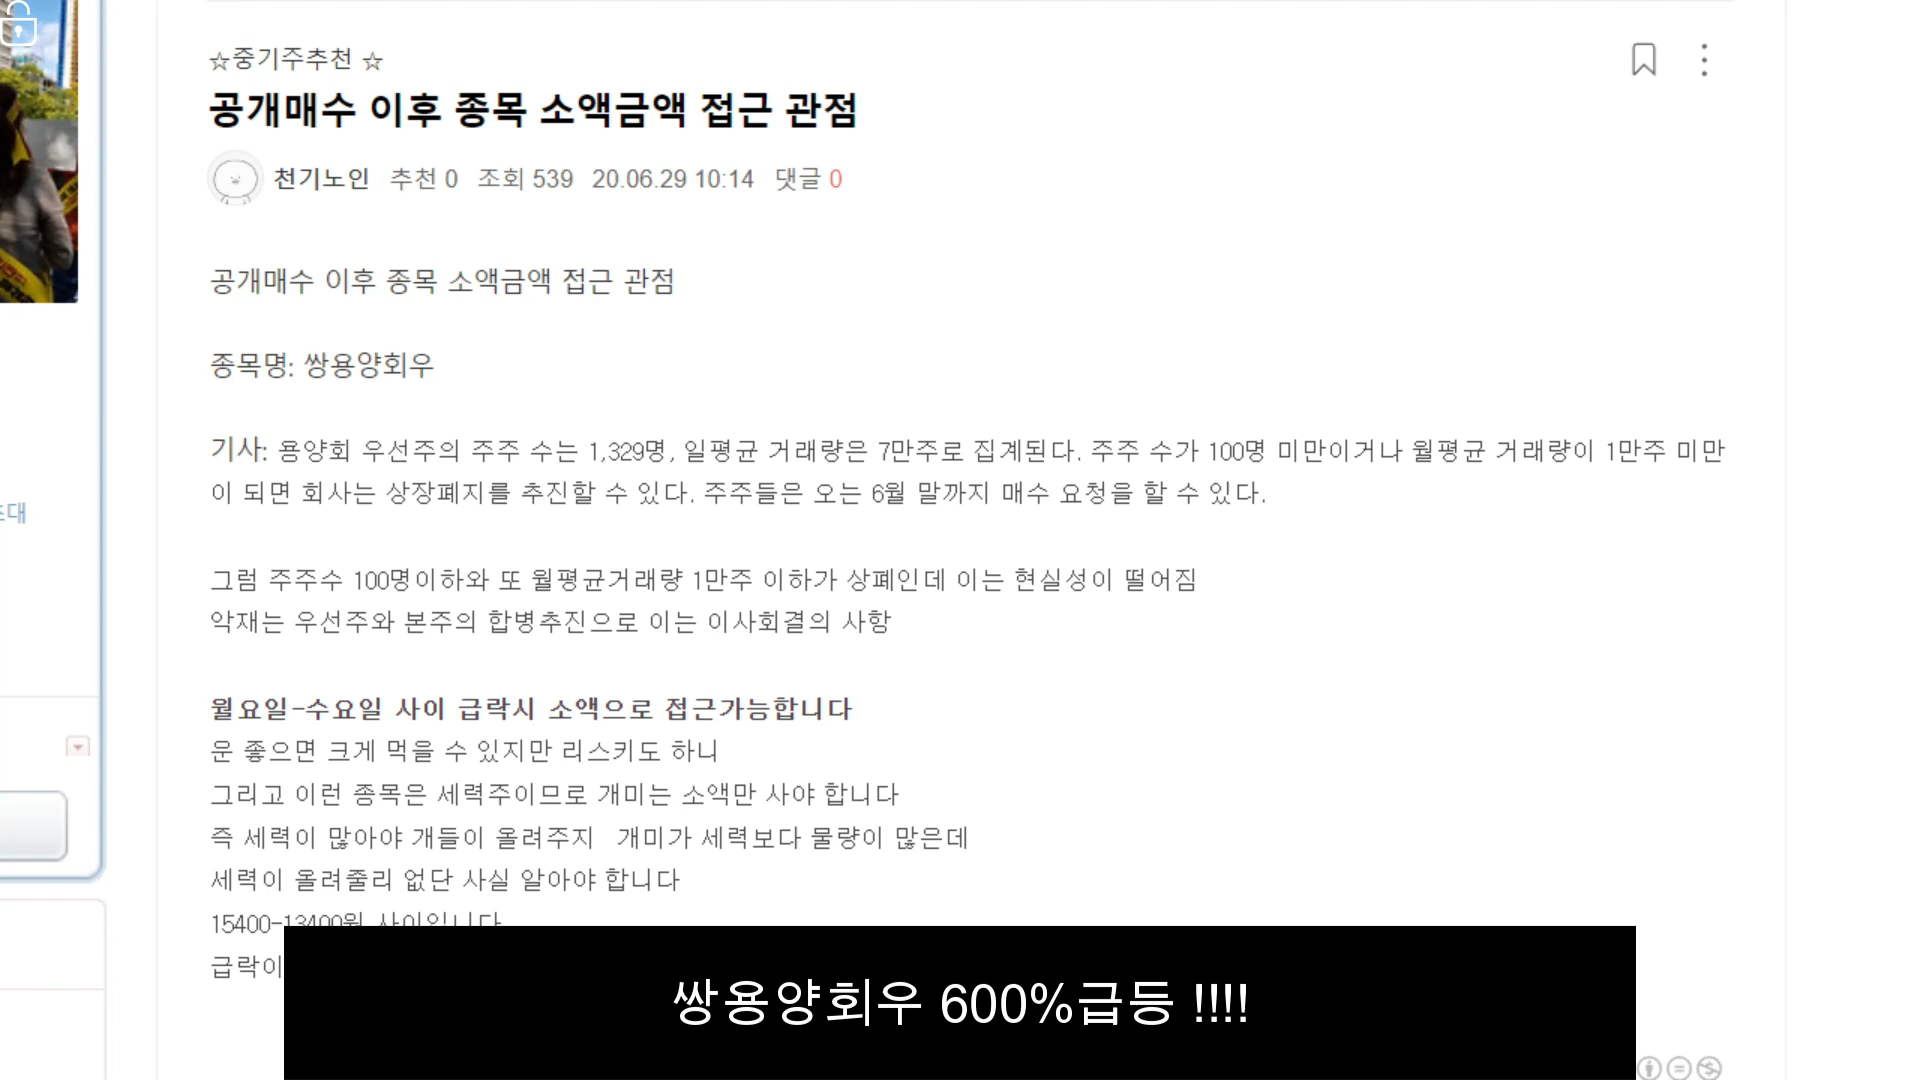 ☆중기주추천 ☆
공개매수 이후 종목 소액금액 접근 관점
천기노인 추천 0 조회 539 20.06.29 10:14 댓글 0
공개매수 이후 종목 소액금액 접근 관점
종목명: 쌍용양회우
기사: 용양회 우선주의 주주 수는 1,329명, 일평균 거래량은 7만주로 집계된다. 주주 수가 100명 미만이거나 월평균 거래량이 1만주 미만
이 되면 회사는 상장폐지를 추진할 수 있다. 주주들은 오는 6월 말까지 매수 요청을 할 수 있다.
대
그럼 주주수 100명이하와 또 월평균거래량 1만주 이하가 상폐인데 이는 현실성이 떨어짐
악재는 우선주와 본주의 합병추진으로 이는 이사회결의 사항
월요일-수요일 사이 급락시 소액으로 접근가능합니다
운 좋으면 크게 먹을 수 있지만 리스키도 하니
그리고 이런 종목은 세력주이므로 개미는 소액만 사야 합니다
즉 세력이 많아야 개들이 올려주지 개미가 세력보다 물량이 많은데
세력이 올려줄리 없단 사실 알아야 합니다
15400-13400원 사이입니다
급락이
쌍용양회우 600%급등 !!!!